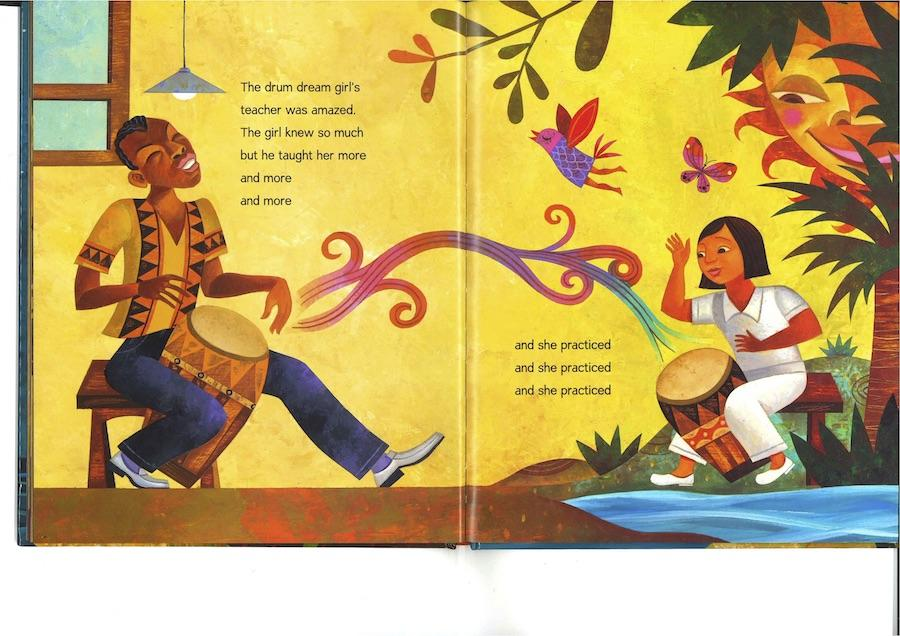 The drum dream girl's
teacher was amazed.
The girl knew so much
but he taught her more
and more
and more
and she practiced
and she practiced
and she practiced